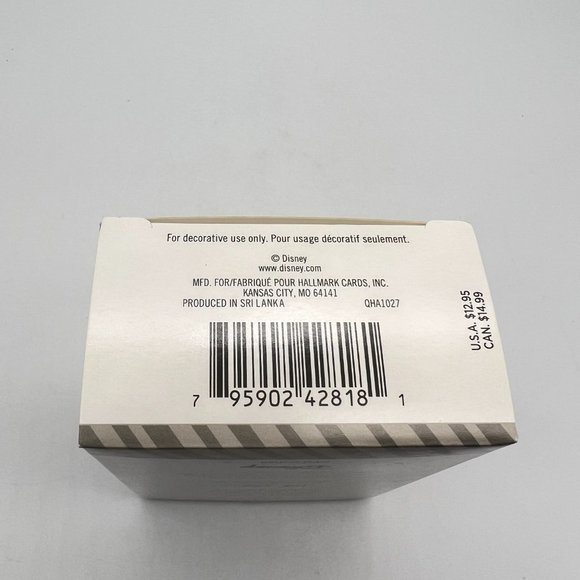 For decorative use only. Pour usage décoratif seulement.
© Disney
www.disney.com
MFD. FOR/FABRIQUÉ POUR HALLMARK CARDS, INC.
KANSAS CITY, MO 64141
PRODUCED IN SRI LANKA QHA1027
U.S.A. $12.95
CAN. $14.99
7 95902 42818 1